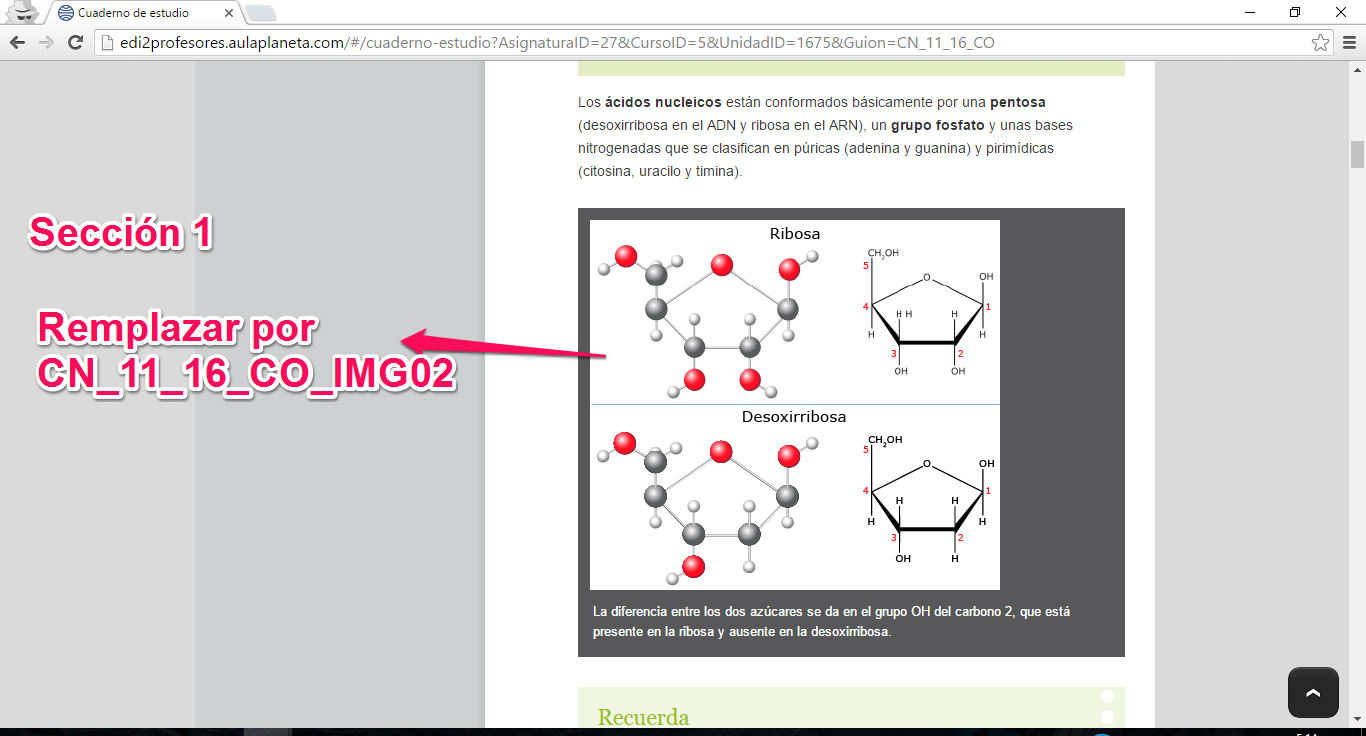 Cuaderno de estudio
edi2profesores.aulaplaneta.com/#/cuaderno-estudio?AsignaturaID=27&CursoID=5&UnidadID=1675&Guion=CN_11_16_CO
Los ácidos nucleicos están conformados básicamente por una pentosa
(desoxirribosa en el ADN y ribosa en el ARN), un grupo fosfato y unas bases
nitrogenadas que se clasifican en púricas (adenina y guanina) y pirimídicas
(citosina, uracilo y timina).
Sección 1
Remplazar por
CN_11_16_CO_IMG02
Ribosa
CH2OH
5
O
OH
4
1
H H
H
H
H
3
2
OH
OH
Desoxirribosa
CH2OH
5
O
OH
4
1
H
H
H
H
3
2
OH
H
La diferencia entre los dos azúcares se da en el grupo OH del carbono 2, que está
presente en la ribosa y ausente en la desoxirribosa.
Recuerda